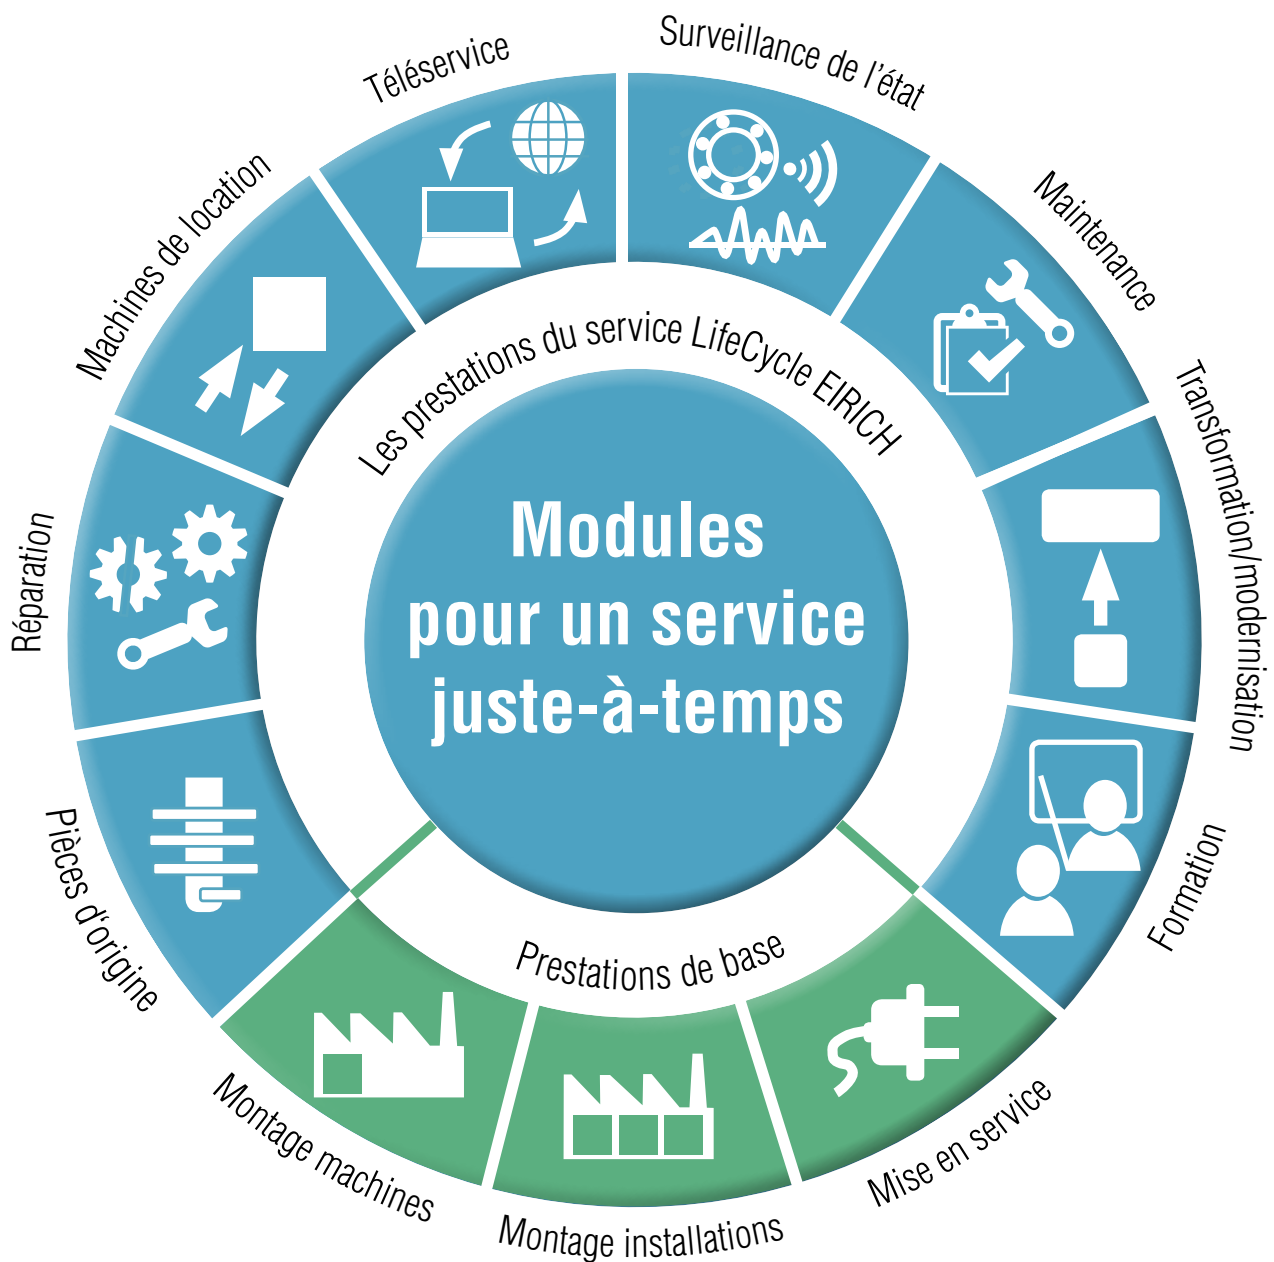 Surveillance de l'état
Téléservice
Maintenance
Machines de location
Transformation/modernisation
Réparation
Formation
Pièces d‘origine
Les prestations du service LifeCycle EIRICH
Modules
pour un service
juste-à-temps
Prestations de base
Montage machines
Montage installations
Mise en service